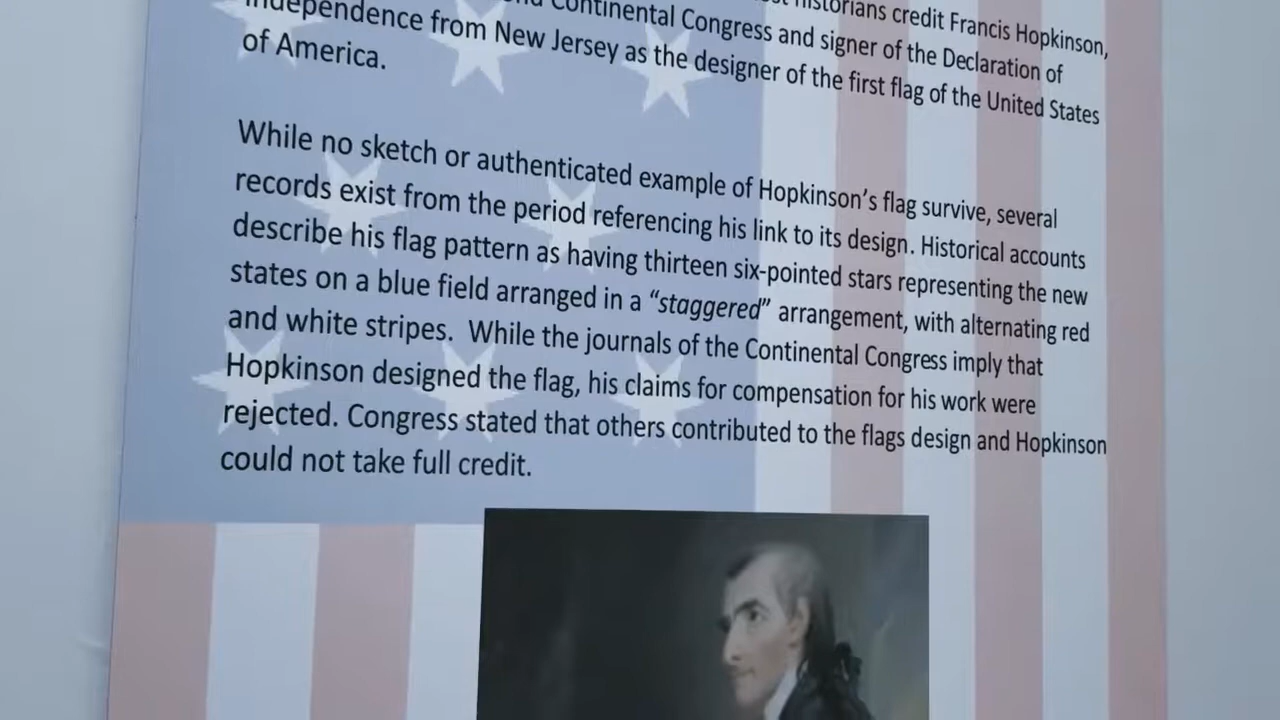 historians credit Francis Hopkinson,
Continental Congress and signer of the Declaration of
Independence from New Jersey as the designer of the first flag of the United States
of America.
While no sketch or authenticated example of Hopkinson's flag survive, several
records exist from the period referencing his link to its design. Historical accounts
describe his flag pattern as having thirteen six-pointed stars representing the new
states on a blue field arranged in a “staggered” arrangement, with alternating red
and white stripes. While the journals of the Continental Congress imply that
Hopkinson designed the flag, his claims for compensation for his work were
rejected. Congress stated that others contributed to the flags design and Hopkinson
could not take full credit.